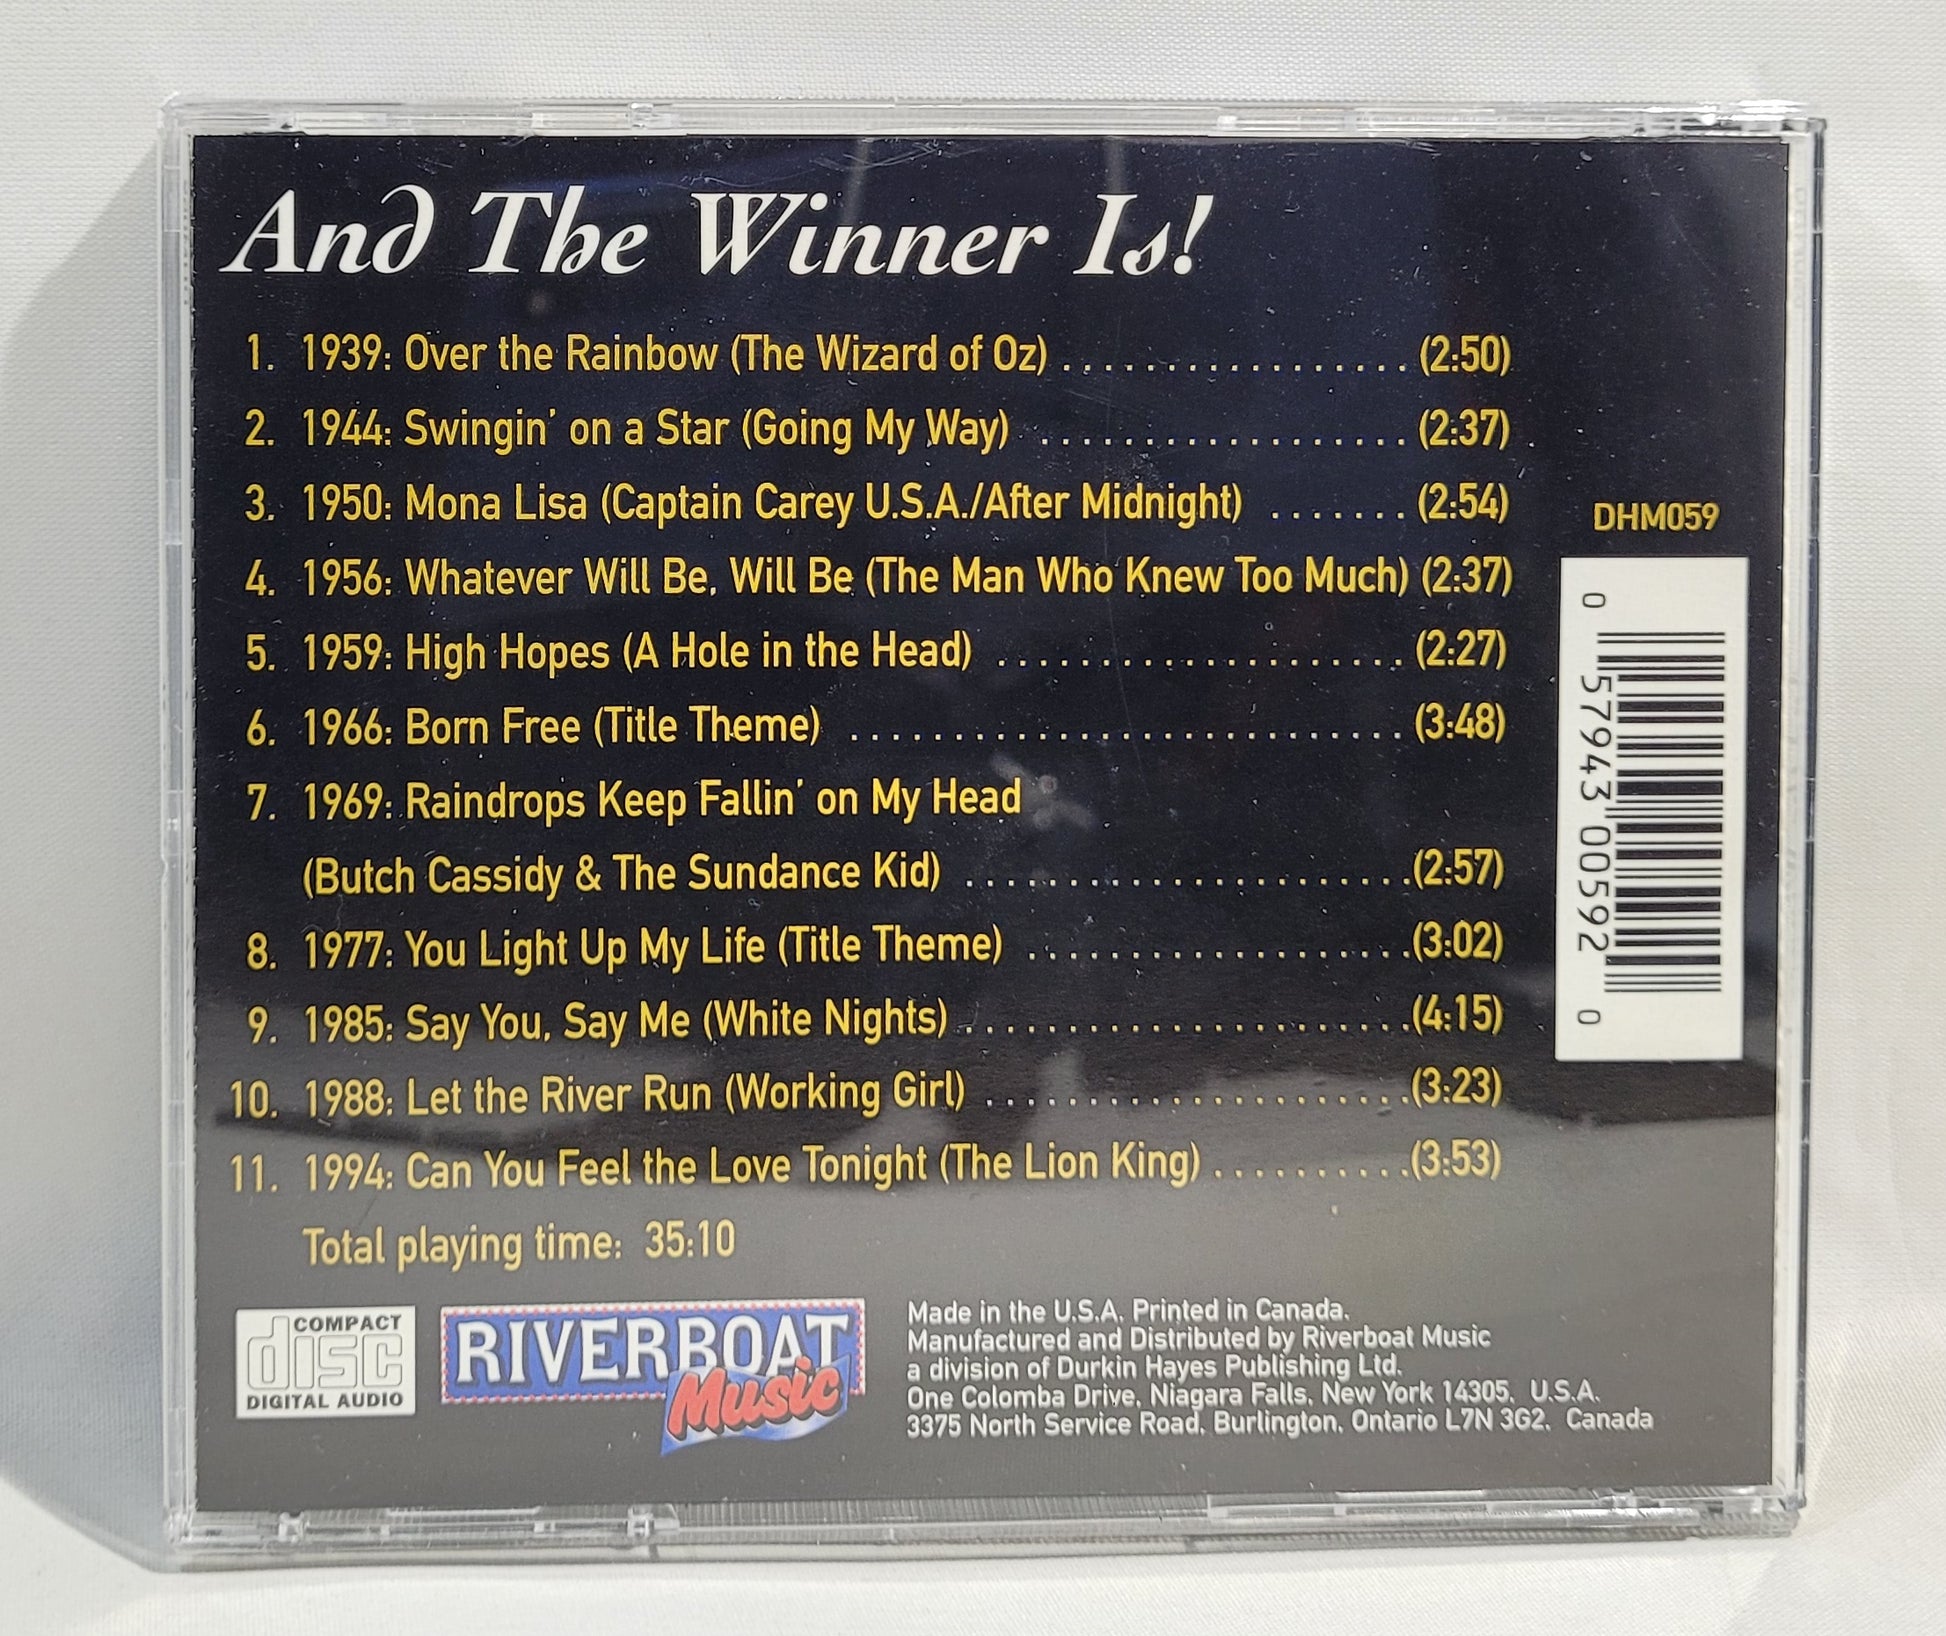 And The Winner Is!
1. 1939: Over the Rainbow (The Wizard of Oz) . . . . . . . . . . . . . . . . . (2:50)
2. 1944: Swingin' on a Star (Going My Way) . . . . . . . . . . . . . . . . . . (2:37)
3. 1950: Mona Lisa (Captain Carey U.S.A./After Midnight) . . . . . . . (2:54)
4. 1956: Whatever Will Be, Will Be (The Man Who Knew Too Much) (2:37)
5. 1959: High Hopes (A Hole in the Head) . . . . . . . . . . . . . . . . . . . . (2:27)
6. 1966: Born Free (Title Theme) . . . . . . . . . . . . . . . . . . . . . . . . . . . (3:48)
7. 1969: Raindrops Keep Fallin' on My Head
(Butch Cassidy & The Sundance Kid) . . . . . . . . . . . . . . . . . . . . . .(2:57)
8. 1977: You Light Up My Life (Title Theme) . . . . . . . . . . . . . . . . . . .(3:02)
9. 1985: Say You, Say Me (White Nights) . . . . . . . . . . . . . . . . . . . . . .(4:15)
10. 1988: Let the River Run (Working Girl) . . . . . . . . . . . . . . . . . . . . .(3:23)
11. 1994: Can You Feel the Love Tonight (The Lion King) . . . . . . . . . .(3:53)
Total playing time: 35:10
DHM059
0 57943 00592 0
COMPACT
disc
DIGITAL AUDIO
RIVERBOAT
Music
Made in the U.S.A. Printed in Canada.
Manufactured and Distributed by Riverboat Music
a division of Durkin Hayes Publishing Ltd.
One Colomba Drive, Niagara Falls, New York 14305, U.S.A.
3375 North Service Road, Burlington, Ontario L7N 3G2, Canada